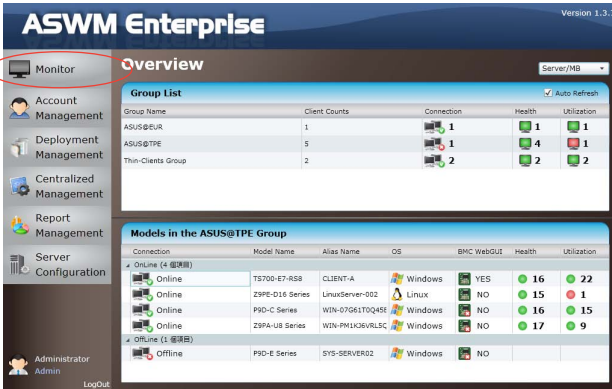 ASWM Enterprise
Version 1.3.
Monitor
Overview
Server/MB
Account
Management
Deployment
Management
Centralized
Management
Report
Management
Server
Configuration
Administrator
Admin
LogOut
Group List
Auto Refresh
Group Name Client Counts Connection Health Utilization
ASUS@EUR 1 1 1 1
ASUS@TPE 5 1 4 1
Thin-Clients Group 2 2 2 2
Models in the ASUS@TPE Group
Connection Model Name Alias Name OS BMC WebGUI Health Utilization
OnLine (4 個項目)
Online TS700-E7-RS8 CLIENT-A Windows YES 16 22
Online Z9PE-D16 Series LinuxServer-002 Linux NO 15 1
Online P9D-C Series WIN-07G61T0Q45E Windows NO 16 15
Online Z9PA-U8 Series WIN-PM1KJ6VRL5C Windows NO 17 9
OffLine (1 個項目)
Offline P9D-E Series SYS-SERVER02 Windows NO